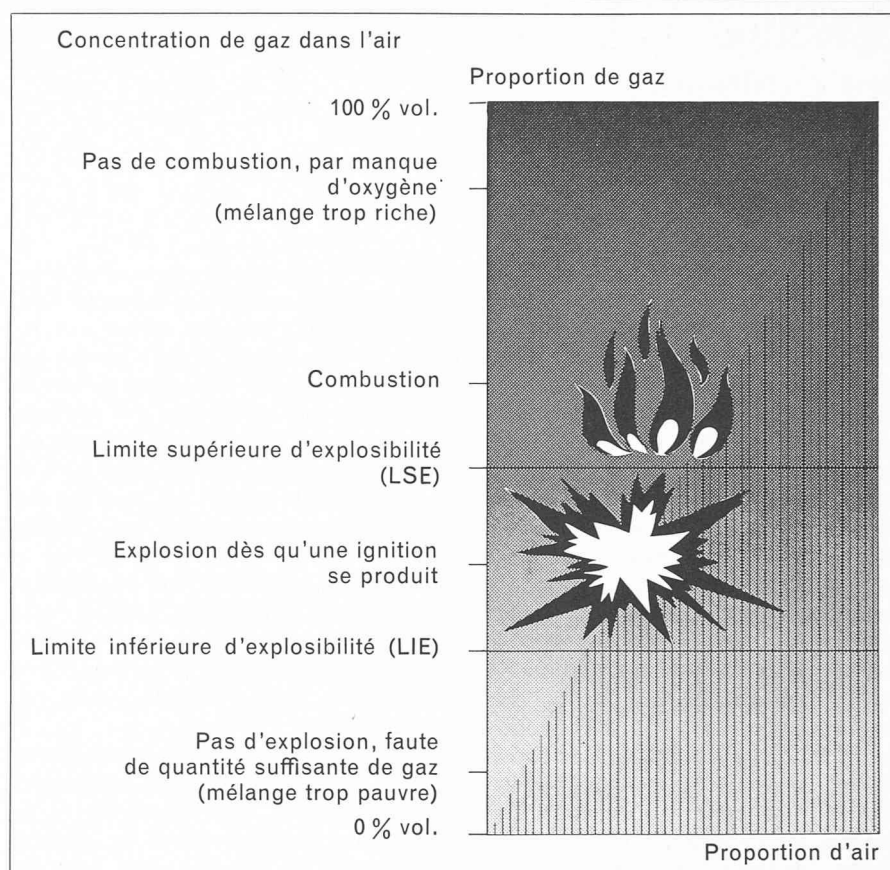 Concentration de gaz dans l'air
Proportion de gaz
100 % vol.
Pas de combustion, par manque
d'oxygène
(mélange trop riche)
Combustion
Limite supérieure d'explosibilité
(LSE)
Explosion dès qu'une ignition
se produit
Limite inférieure d'explosibilité (LIE)
Pas d'explosion, faute
de quantité suffisante de gaz
(mélange trop pauvre)
0 % vol.
Proportion d'air